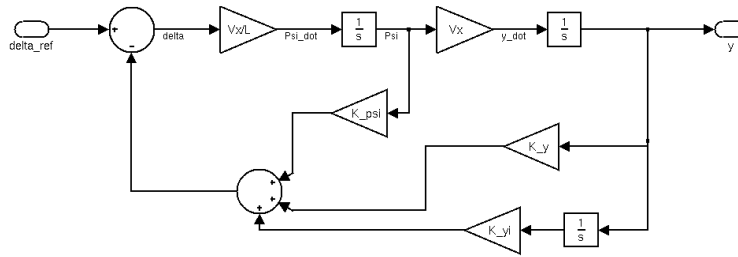 delta_ref
+
-
delta
Vx/L
Psi_dot
1
s
Psi
Vx
y_dot
1
s
y
K_psi
K_y
+
+
+
K_yi
1
s